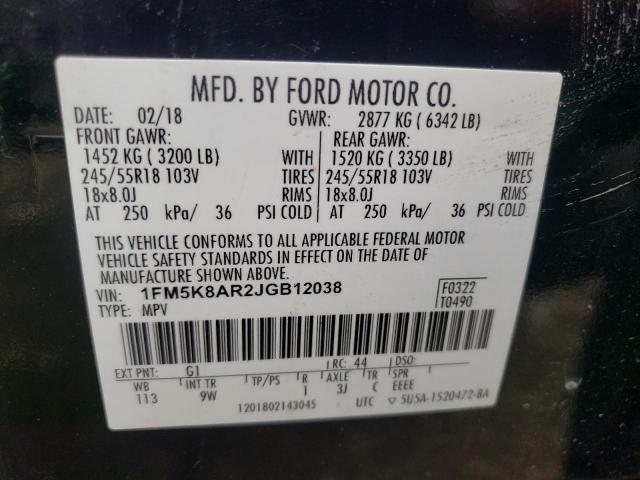 MFD. BY FORD MOTOR CO.
DATE: 02/18 GVWR: 2877 KG ( 6342 LB)
FRONT GAWR: REAR GAWR:
1452 KG ( 3200 LB) WITH 1520 KG ( 3350 LB) WITH
245/55R18 103V TIRES 245/55R18 103V TIRES
18x8.0J RIMS 18x8.0J RIMS
AT 250 kPa/ 36 PSI COLD AT 250 kPa/ 36 PSI COLD
THIS VEHICLE CONFORMS TO ALL APPLICABLE FEDERAL MOTOR
VEHICLE SAFETY STANDARDS IN EFFECT ON THE DATE OF
MANUFACTURE SHOWN ABOVE.
VIN: 1FM5K8AR2JGB12038 F0322
TYPE: MPV T0490
EXT PNT: G1 RC: 44 DSO:
WB INT TR TP/PS R AXLE TR SPR
113 9W I 3J C EEEE
1201802143045 UTC ▽ 5U5A-1520472-BA